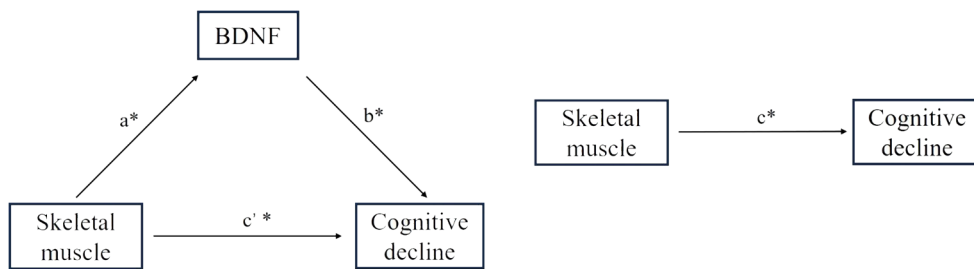 BDNF
a*
b*
Skeletal
muscle
c' *
Cognitive
decline
Skeletal
muscle
c*
Cognitive
decline